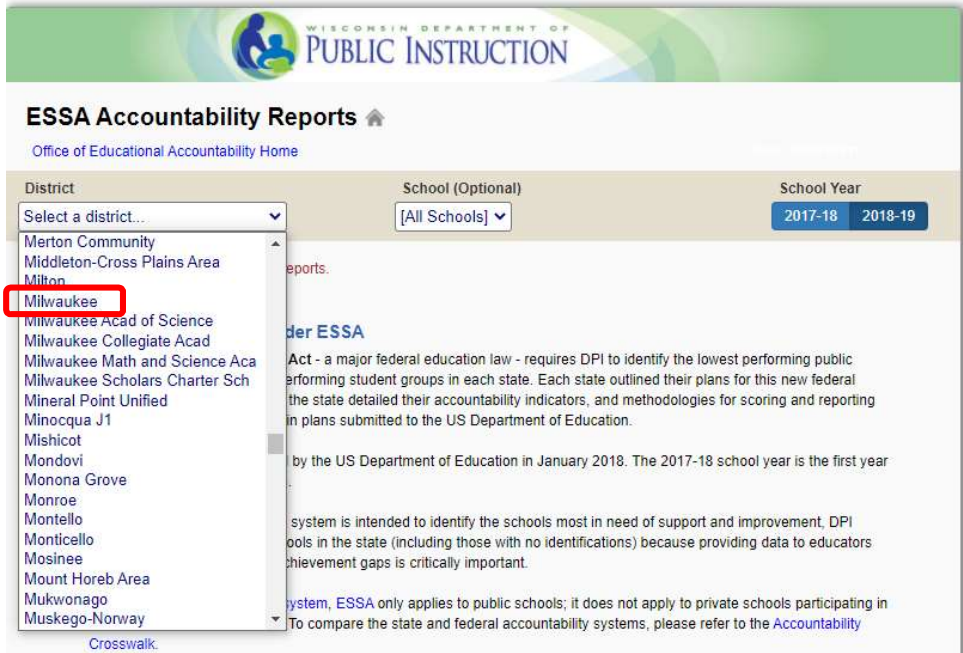 WISCONSIN DEPARTMENT OF
PUBLIC INSTRUCTION
ESSA Accountability Reports
Office of Educational Accountability Home
District
School (Optional)
School Year
Select a district...
[All Schools]
2017-18 2018-19
Merton Community
Middleton-Cross Plains Area
Milton
Milwaukee
Milwaukee Acad of Science
Milwaukee Collegiate Acad
Milwaukee Math and Science Aca
Milwaukee Scholars Charter Sch
Mineral Point Unified
Minocqua J1
Mishicot
Mondovi
Monona Grove
Monroe
Montello
Monticello
Mosinee
Mount Horeb Area
Mukwonago
Muskego-Norway
eports.
der ESSA
Act - a major federal education law - requires DPI to identify the lowest performing public
erforming student groups in each state. Each state outlined their plans for this new federal
the state detailed their accountability indicators, and methodologies for scoring and reporting
in plans submitted to the US Department of Education.
by the US Department of Education in January 2018. The 2017-18 school year is the first year
.
system is intended to identify the schools most in need of support and improvement, DPI
ools in the state (including those with no identifications) because providing data to educators
chievement gaps is critically important.
ystem, ESSA only applies to public schools; it does not apply to private schools participating in
To compare the state and federal accountability systems, please refer to the Accountability
Crosswalk.